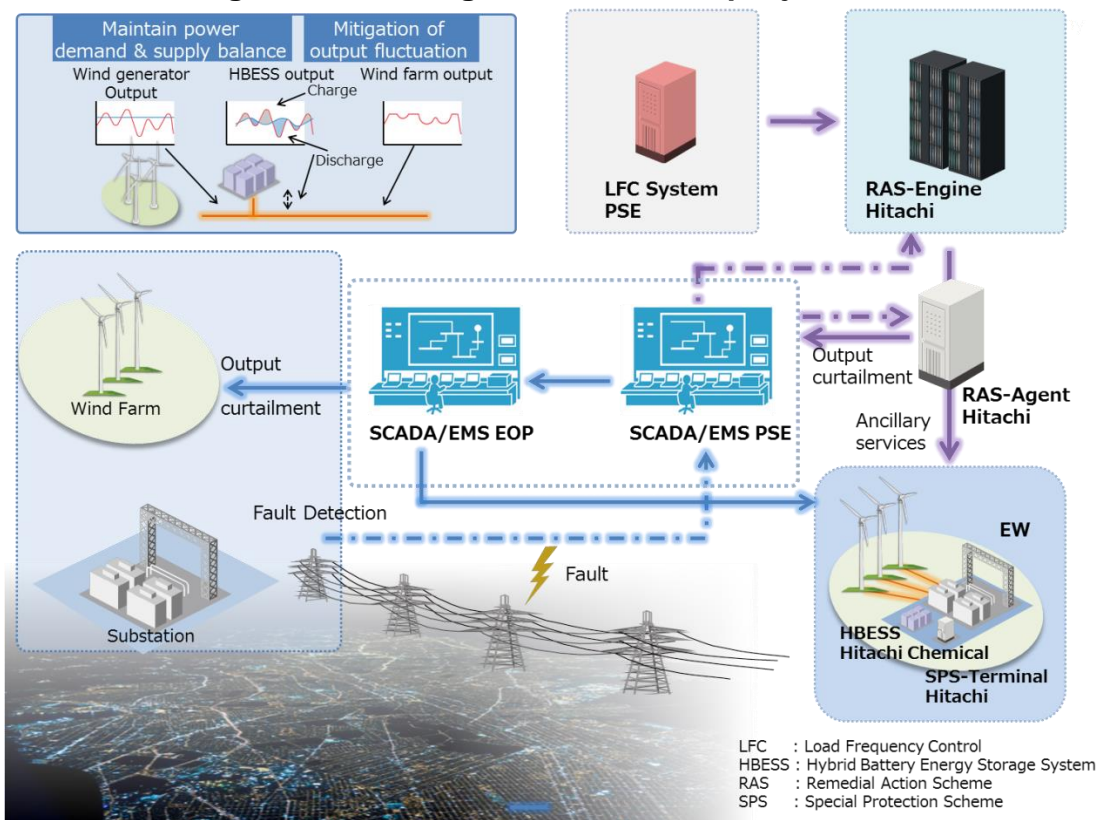 Maintain power
demand & supply balance
Mitigation of
output fluctuation
Wind generator
Output
HBESS output
Wind farm output
Charge
Discharge
LFC System
PSE
RAS-Engine
Hitachi
Output
curtailment
Wind Farm
SCADA/EMS EOP
SCADA/EMS PSE
Output
curtailment
RAS-Agent
Hitachi
Ancillary
services
Fault Detection
Fault
Substation
EW
HBESS
Hitachi Chemical
SPS-Terminal
Hitachi
LFC : Load Frequency Control
HBESS : Hybrid Battery Energy Storage System
RAS : Remedial Action Scheme
SPS : Special Protection Scheme